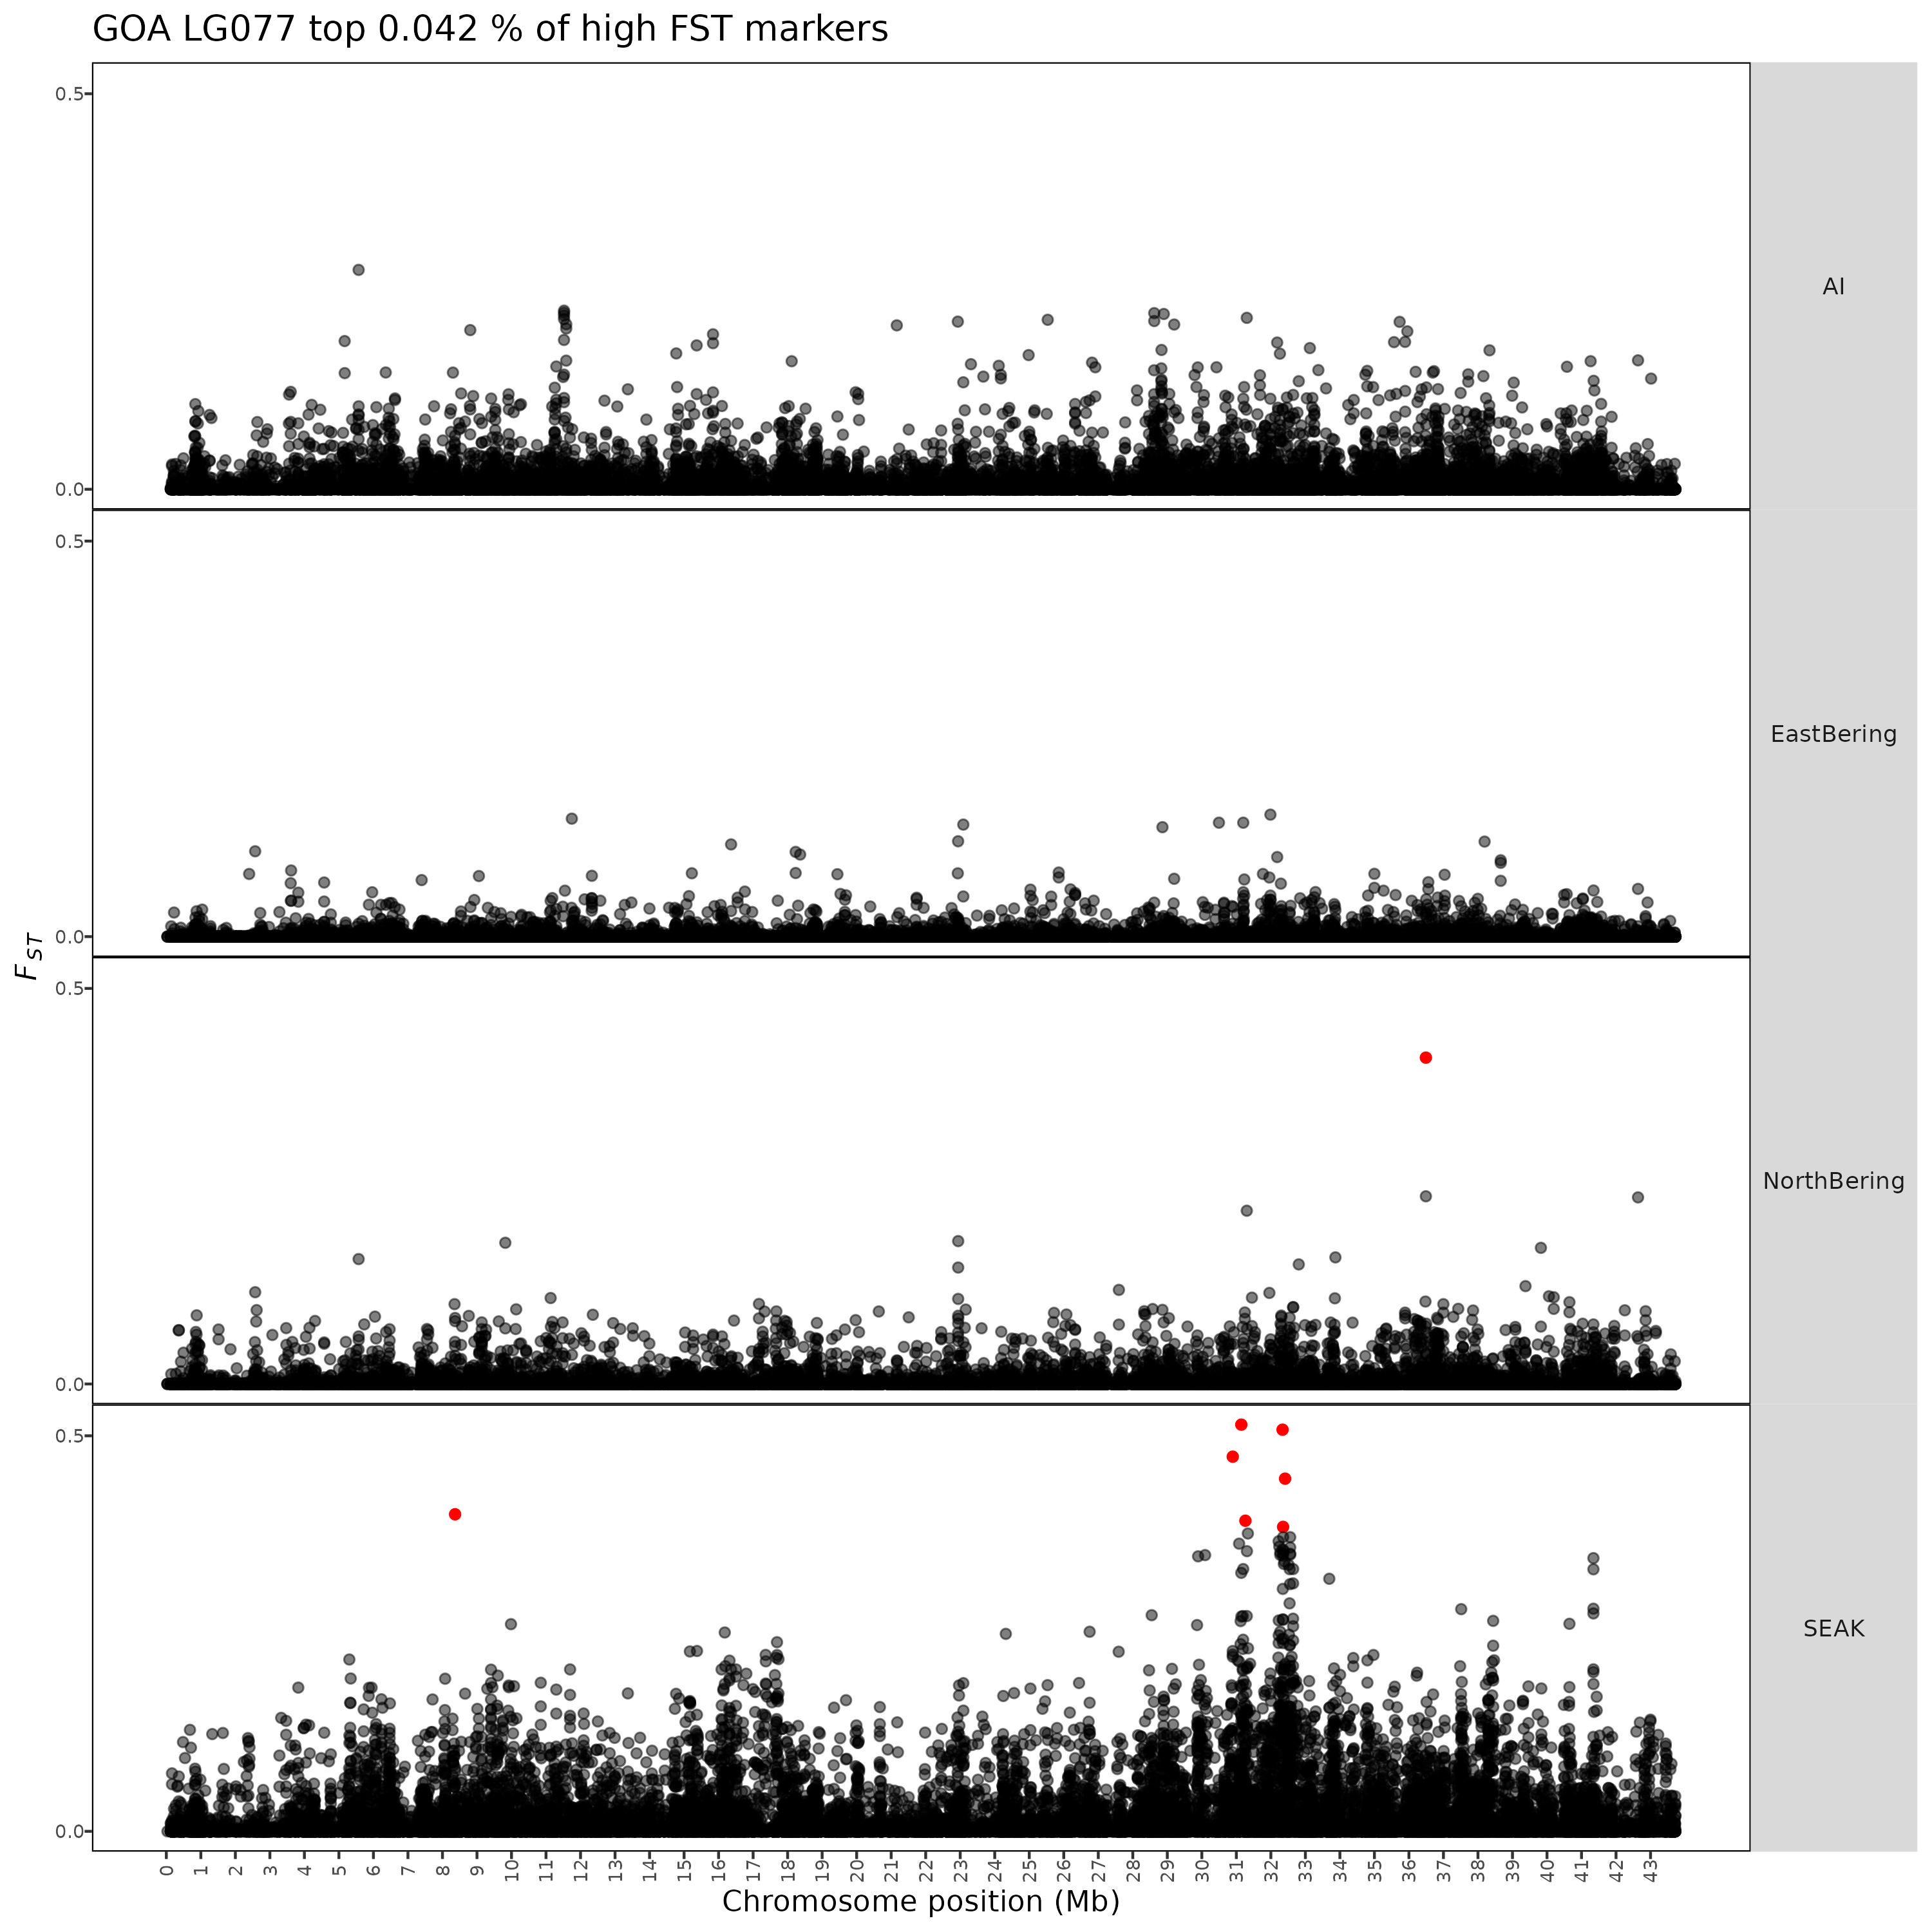 GOA LG077 top 0.042 % of high FST markers
0.5
0.0
AI
0.5
0.0
EastBering
0.5
0.0
NorthBering
0.5
0.0
SEAK
FST
0 1 2 3 4 5 6 7 8 9 10 11 12 13 14 15 16 17 18 19 20 21 22 23 24 25 26 27 28 29 30 31 32 33 34 35 36 37 38 39 40 41 42 43
Chromosome position (Mb)